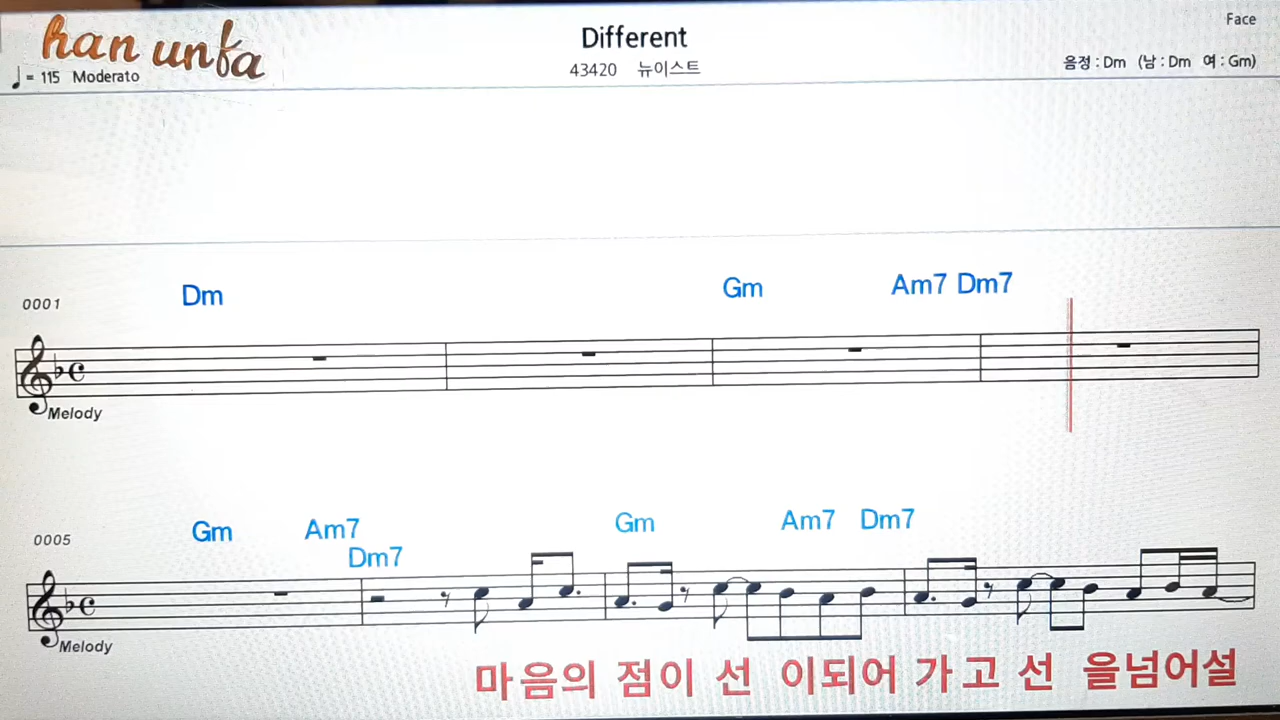 han unfa
Different
Face
♩ = 115 Moderato
43420 뉴이스트
음정 : Dm (남 : Dm 여 : Gm)
Dm Gm Am7 Dm7
0001
Melody
Gm Am7 Dm7 Gm Am7 Dm7
0005
Melody
마음의 점이 선 이되어 가고 선 을넘어설